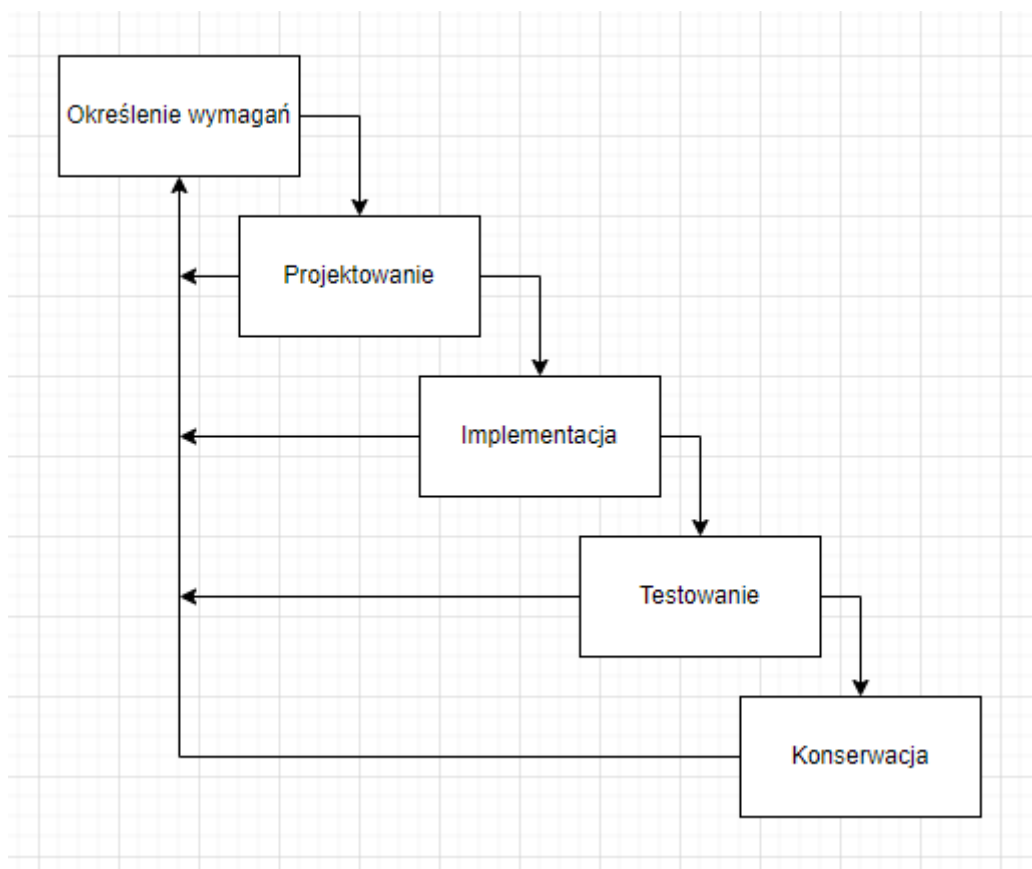 Określenie wymagań
Projektowanie
Implementacja
Testowanie
Konserwacja